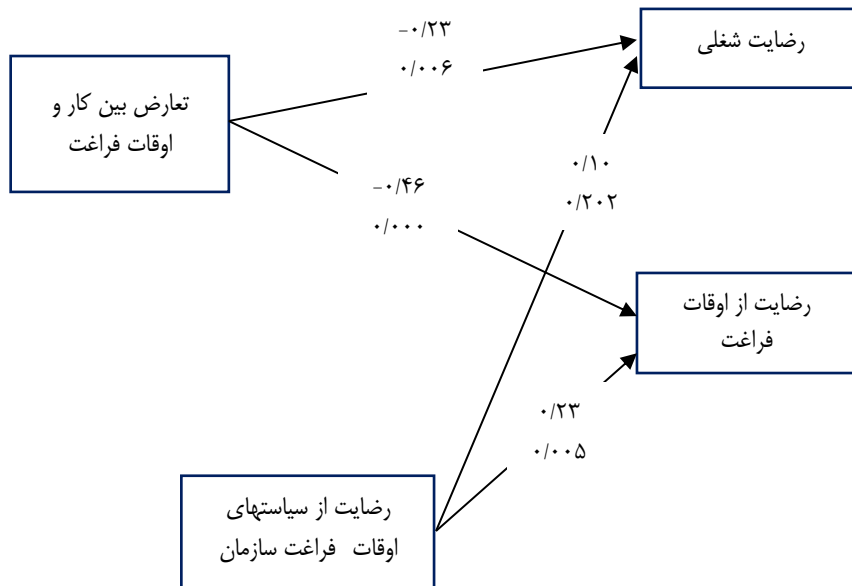 -۰/۲۳
۰/۰۰۶
رضایت شغلی
تعارض بین کار و
اوقات فراغت
۰/۱۰
۰/۲۰۲
-۰/۴۶
۰/۰۰۰
رضایت از اوقات
فراغت
۰/۲۳
۰/۰۰۵
رضایت از سیاستهای
اوقات فراغت سازمان